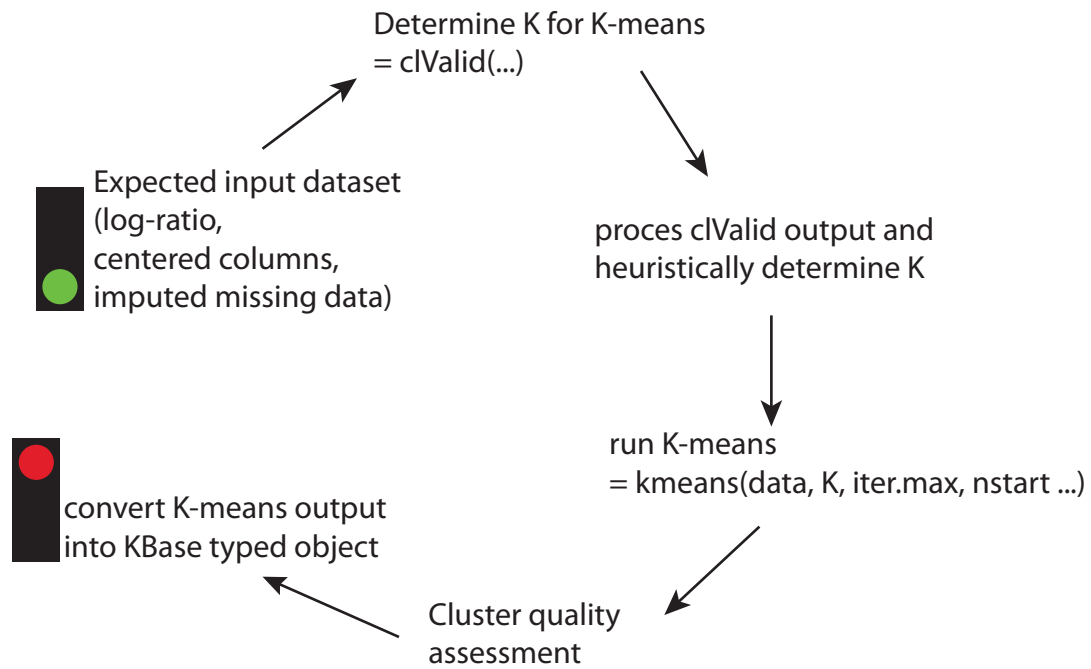 Determine K for K-means
= clValid(...)
Expected input dataset
(log-ratio,
centered columns,
imputed missing data)
proces clValid output and
heuristically determine K
run K-means
= kmeans(data, K, iter.max, nstart ...)
Cluster quality
assessment
convert K-means output
into KBase typed object